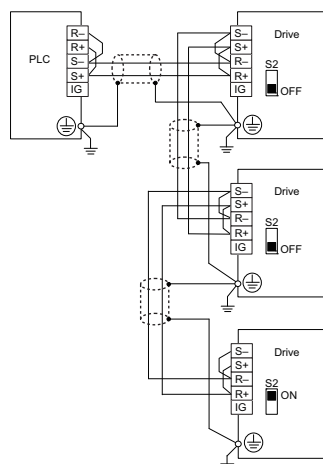 PLC
R–
R+
S–
S+
IG
S–
S+
R–
R+
IG
Drive
S2
OFF
S–
S+
R–
R+
IG
Drive
S2
OFF
S–
S+
R–
R+
IG
Drive
S2
ON